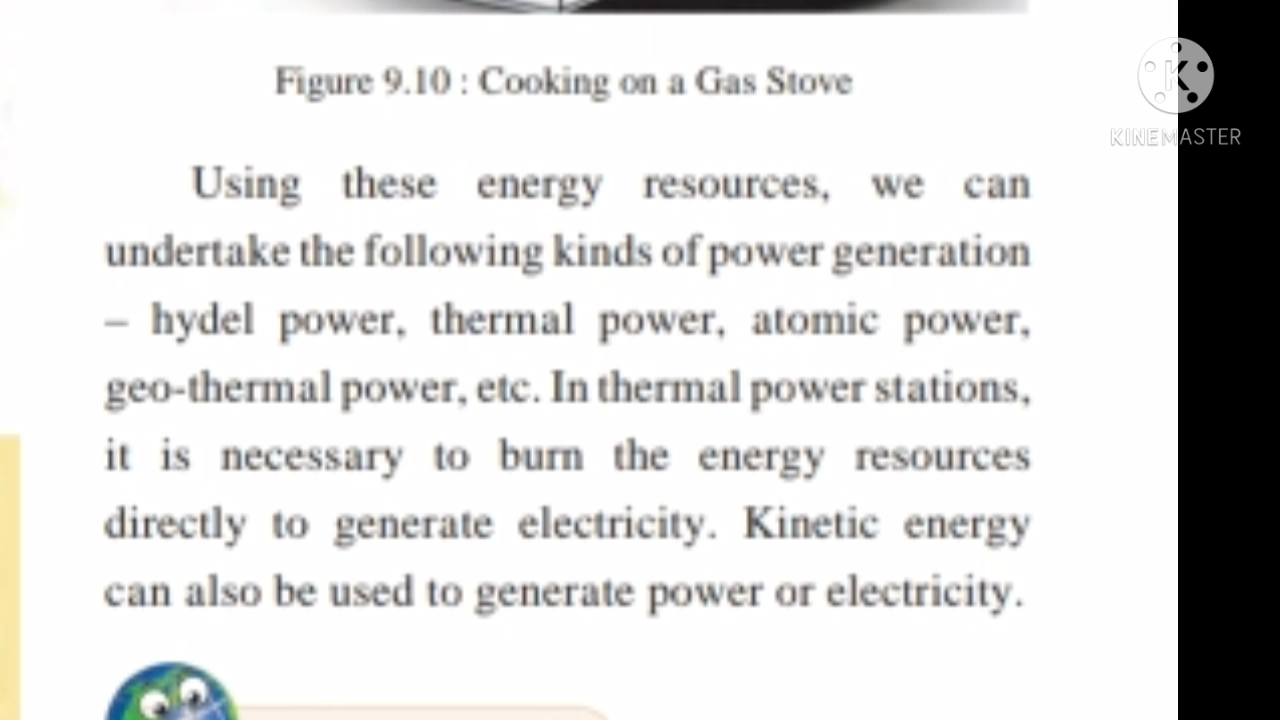 Figure 9.10 : Cooking on a Gas Stove
KINEMASTER
Using these energy resources, we can
undertake the following kinds of power generation
– hydel power, thermal power, atomic power,
geo-thermal power, etc. In thermal power stations,
it is necessary to burn the energy resources
directly to generate electricity. Kinetic energy
can also be used to generate power or electricity.